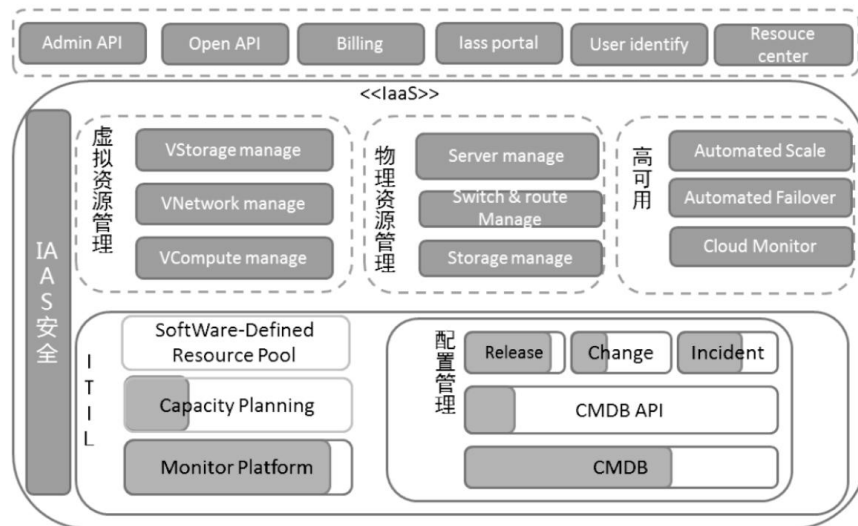 Admin API
Open API
Billing
Iass portal
User identify
Resouce
center
<<IaaS>>
IA
A
S安全
虚拟资源管理
VStorage manage
VNetwork manage
VCompute manage
物理资源管理
Server manage
Switch & route
Manage
Storage manage
高可用
Automated Scale
Automated Failover
Cloud Monitor
ITIL
SoftWare-Defined
Resource Pool
Capacity Planning
Monitor Platform
配置管理
Release
Change
Incident
CMDB API
CMDB